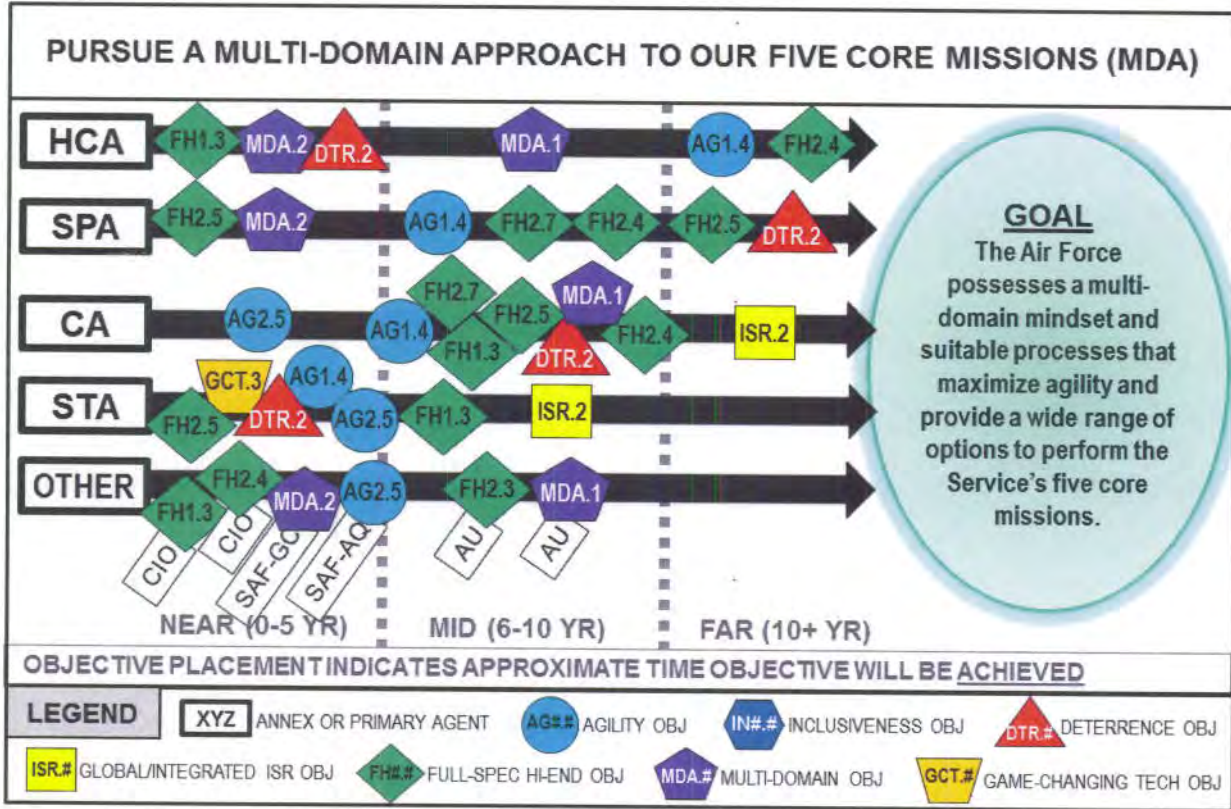 PURSUE A MULTI-DOMAIN APPROACH TO OUR FIVE CORE MISSIONS (MDA)
HCA FH1.3 MDA.2 DTR.2 MDA.1 AG1.4 FH2.4
SPA FH2.5 MDA.2 AG1.4 FH2.7 FH2.4 FH2.5 DTR.2
CA AG2.5 AG1.4 FH2.7 FH1.3 FH2.5 DTR.2 MDA.1 FH2.4 ISR.2
STA FH2.5 GCT.3 DTR.2 AG1.4 AG2.5 FH1.3 ISR.2
OTHER FH1.3 FH2.4 MDA.2 AG2.5 FH2.3 MDA.1
CIO CIO SAF-GC SAF-AQ AU AU
NEAR (0-5 YR) MID (6-10 YR) FAR (10+ YR)
GOAL
The Air Force
possesses a multi-
domain mindset and
suitable processes that
maximize agility and
provide a wide range of
options to perform the
Service's five core
missions.
OBJECTIVE PLACEMENT INDICATES APPROXIMATE TIME OBJECTIVE WILL BE ACHIEVED
LEGEND XYZ ANNEX OR PRIMARY AGENT AG#.# AGILITY OBJ IN#.# INCLUSIVENESS OBJ DTR.# DETERRENCE OBJ
ISR.# GLOBAL/INTEGRATED ISR OBJ FH#.# FULL-SPEC HI-END OBJ MDA.# MULTI-DOMAIN OBJ GCT.# GAME-CHANGING TECH OBJ